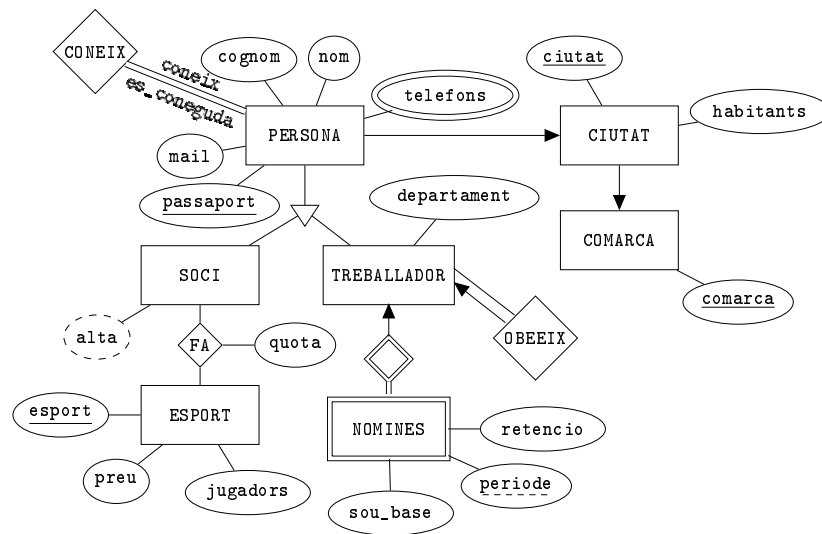 CONEIX
coneix
es_coneguda
cognom
nom
telefons
ciutat
habitants
PERSONA
CIUTAT
mail
passaport
departament
COMARCA
comarca
SOCI
TREBALLADOR
alta
FA
quota
OBEEIX
esport
ESPORT
NOMINES
retencio
preu
jugadors
periode
sou_base